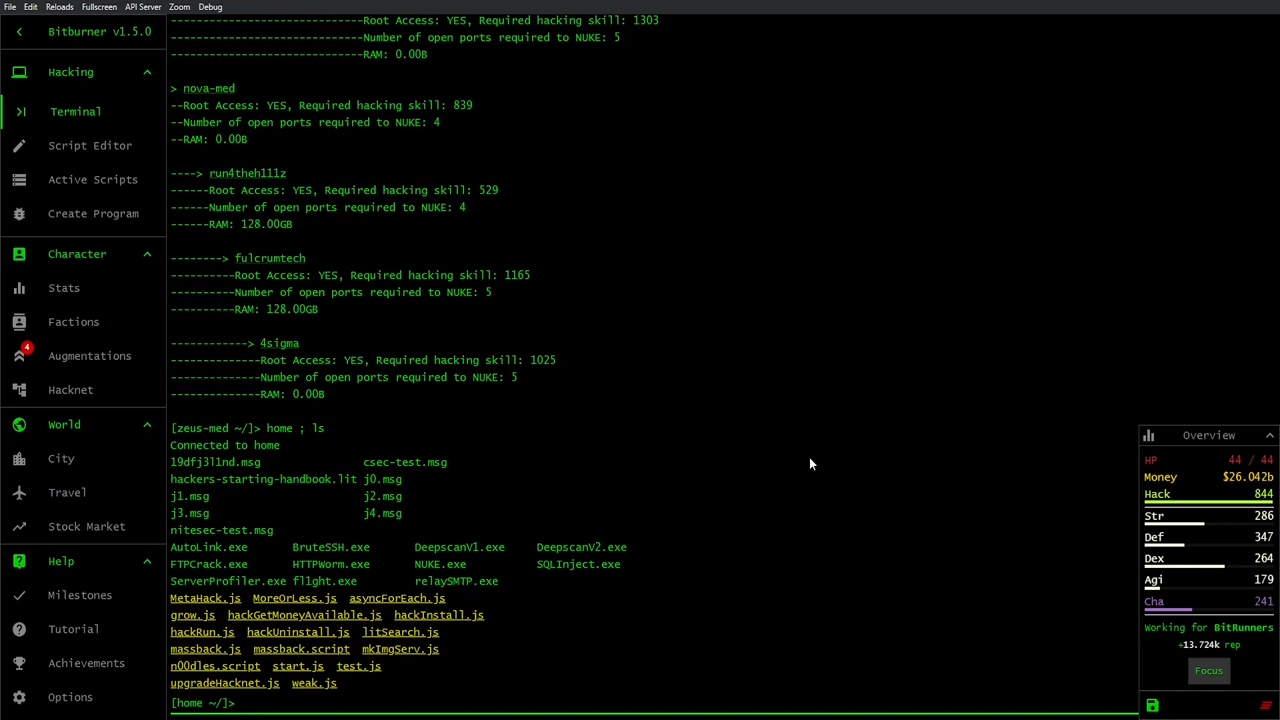 File Edit Reloads Fullscreen API Server Zoom Debug
Bitburner v1.5.0
Hacking
Terminal
Script Editor
Active Scripts
Create Program
Character
Stats
Factions
4
Augmentations
Hacknet
World
City
Travel
Stock Market
Help
Milestones
Tutorial
Achievements
Options
------------------------------Root Access: YES, Required hacking skill: 1303
------------------------------Number of open ports required to NUKE: 5
------------------------------RAM: 0.00B
> nova-med
--Root Access: YES, Required hacking skill: 839
--Number of open ports required to NUKE: 4
--RAM: 0.00B
----> run4theh111z
------Root Access: YES, Required hacking skill: 529
------Number of open ports required to NUKE: 4
------RAM: 128.00GB
--------> fulcrumtech
----------Root Access: YES, Required hacking skill: 1165
----------Number of open ports required to NUKE: 5
----------RAM: 128.00GB
------------> 4sigma
--------------Root Access: YES, Required hacking skill: 1025
--------------Number of open ports required to NUKE: 5
--------------RAM: 0.00B
[zeus-med ~/]> home ; ls
Connected to home
19dfj3l1nd.msg csec-test.msg
hackers-starting-handbook.lit j0.msg
j1.msg j2.msg
j3.msg j4.msg
nitesec-test.msg
AutoLink.exe BruteSSH.exe DeepscanV1.exe DeepscanV2.exe
FTPCrack.exe HTTPWorm.exe NUKE.exe SQLInject.exe
ServerProfiler.exe fl1ght.exe relaySMTP.exe
MetaHack.js MoreOrLess.js asyncForEach.js
grow.js hackGetMoneyAvailable.js hackInstall.js
hackRun.js hackUninstall.js litSearch.js
massback.js massback.script mkImgServ.js
n00dles.script start.js test.js
upgradeHacknet.js weak.js
[home ~/]>
Overview
HP 44 / 44
Money $26.042b
Hack 844
Str 286
Def 347
Dex 264
Agi 179
Cha 241
Working for BitRunners
+13.724k rep
Focus